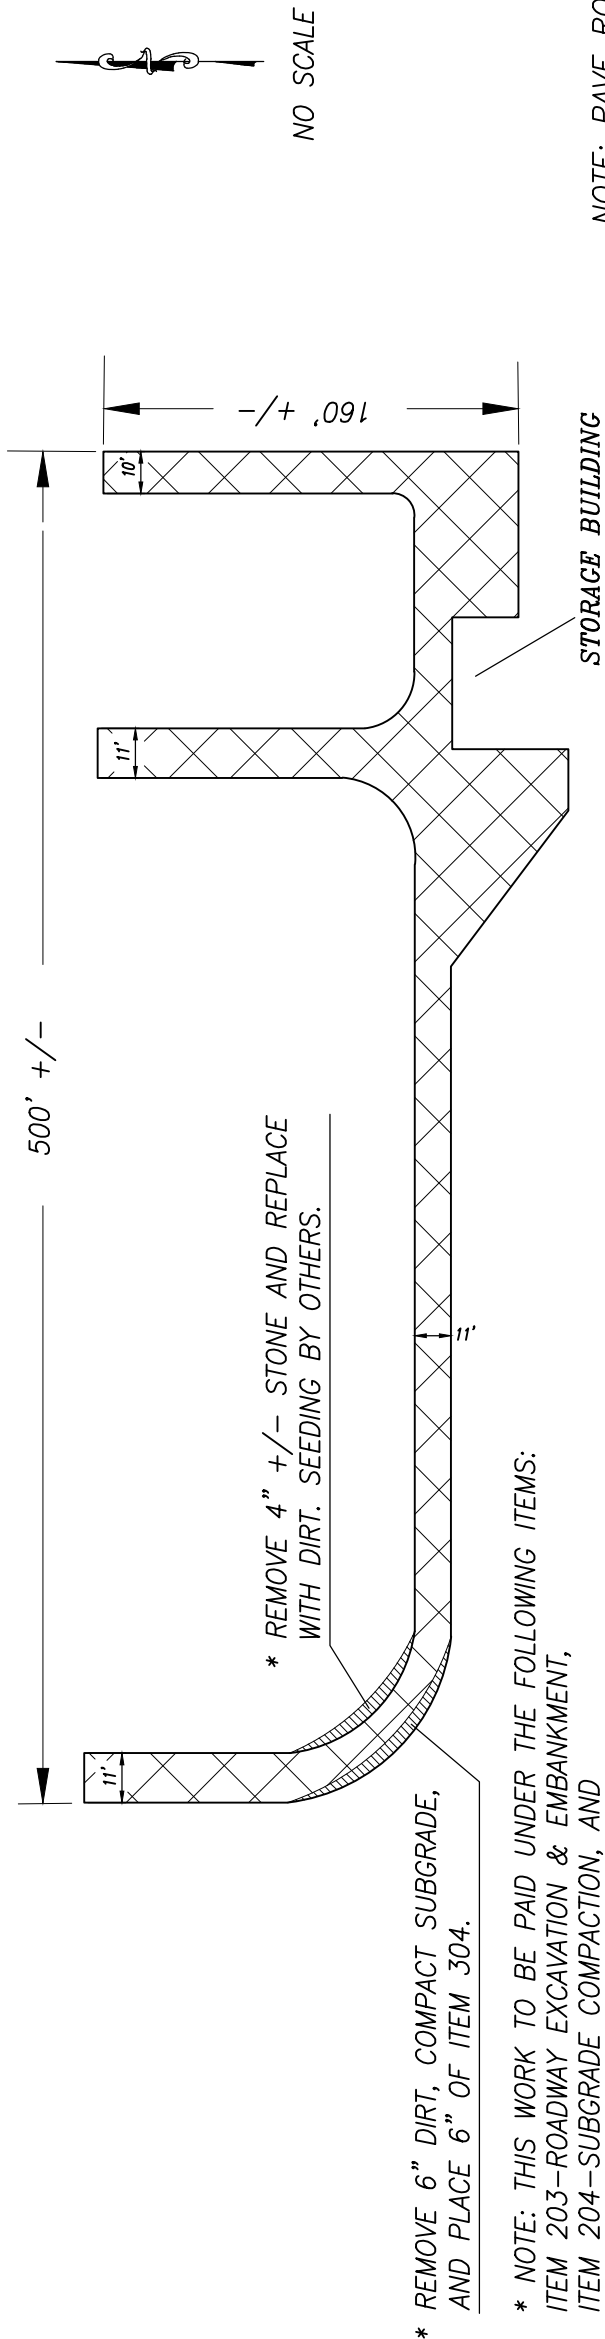 500' +/-
NO SCALE
160' +/-
10'
11'
11'
11'
* REMOVE 4" +/- STONE AND REPLACE
WITH DIRT. SEEDING BY OTHERS.
STORAGE BUILDING
* REMOVE 6" DIRT, COMPACT SUBGRADE,
AND PLACE 6" OF ITEM 304.
* NOTE: THIS WORK TO BE PAID UNDER THE FOLLOWING ITEMS:
ITEM 203-ROADWAY EXCAVATION & EMBANKMENT,
ITEM 204-SUBGRADE COMPACTION, AND
NOTE: PAVE